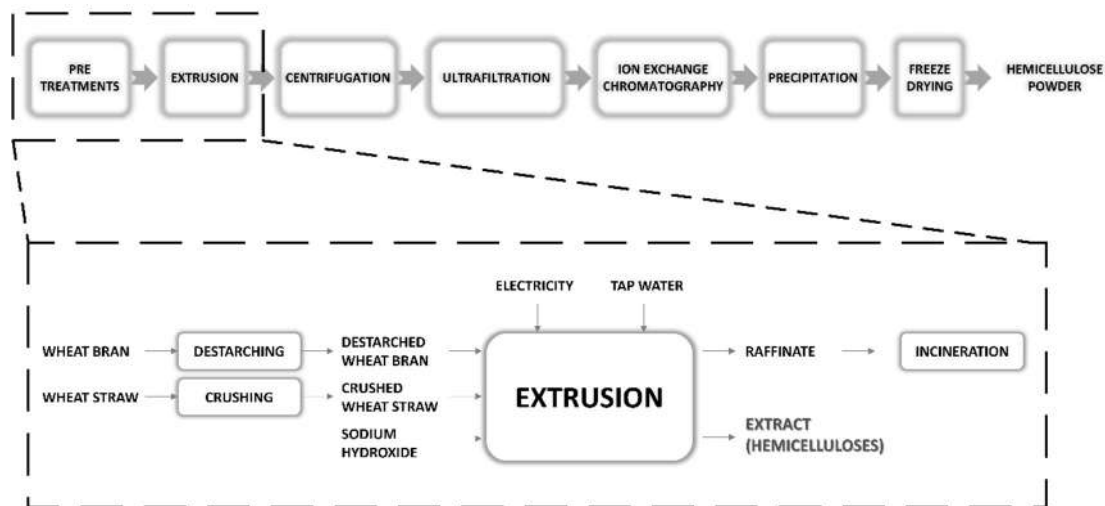 PRE
TREATMENTS
EXTRUSION
CENTRIFUGATION
ULTRAFILTRATION
ION EXCHANGE
CHROMATOGRAPHY
PRECIPITATION
FREEZE
DRYING
HEMICELLULOSE
POWDER
ELECTRICITY
TAP WATER
WHEAT BRAN
DESTARCHING
DESTARCHED
WHEAT BRAN
WHEAT STRAW
CRUSHING
CRUSHED
WHEAT STRAW
SODIUM
HYDROXIDE
EXTRUSION
RAFFINATE
INCINERATION
EXTRACT
(HEMICELLULOSES)